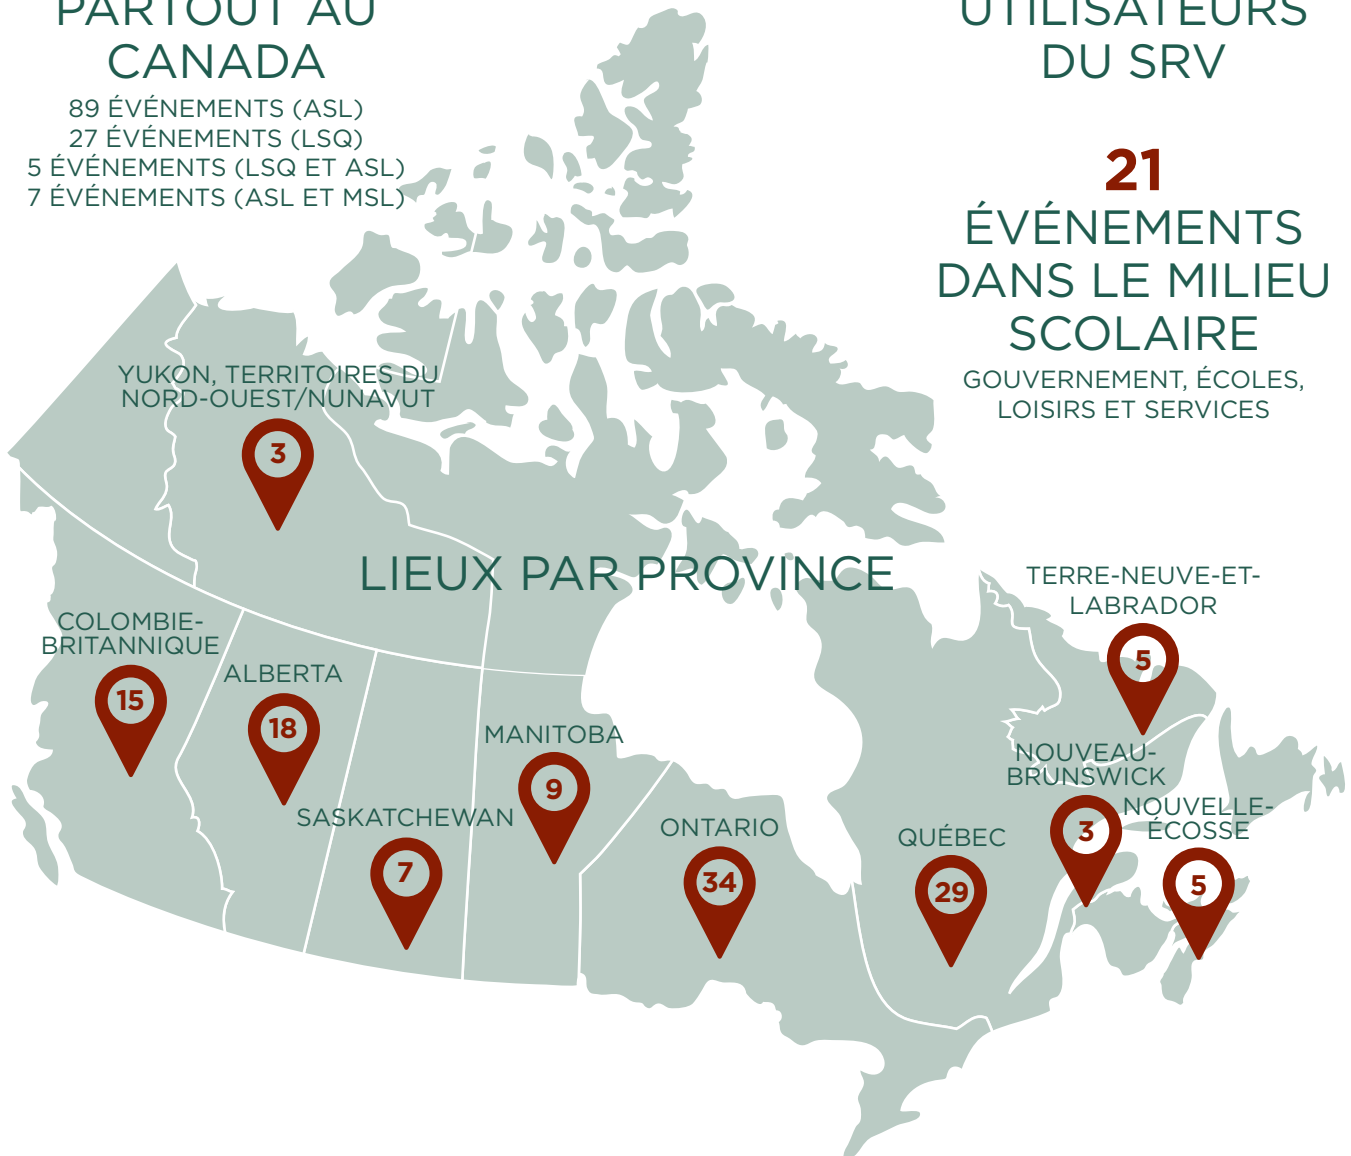 PARTOUT AU
CANADA
89 ÉVÉNEMENTS (ASL)
27 ÉVÉNEMENTS (LSQ)
5 ÉVÉNEMENTS (LSQ ET ASL)
7 ÉVÉNEMENTS (ASL ET MSL)
UTILISATEURS
DU SRV
21
ÉVÉNEMENTS
DANS LE MILIEU
SCOLAIRE
GOUVERNEMENT, ÉCOLES,
LOISIRS ET SERVICES
YUKON, TERRITOIRES DU
NORD-OUEST/NUNAVUT
3
LIEUX PAR PROVINCE
COLOMBIE-
BRITANNIQUE
15
ALBERTA
18
SASKATCHEWAN
7
MANITOBA
9
ONTARIO
34
QUÉBEC
29
TERRE-NEUVE-ET-
LABRADOR
5
NOUVEAU-
BRUNSWICK
3
NOUVELLE-
ÉCOSSE
5